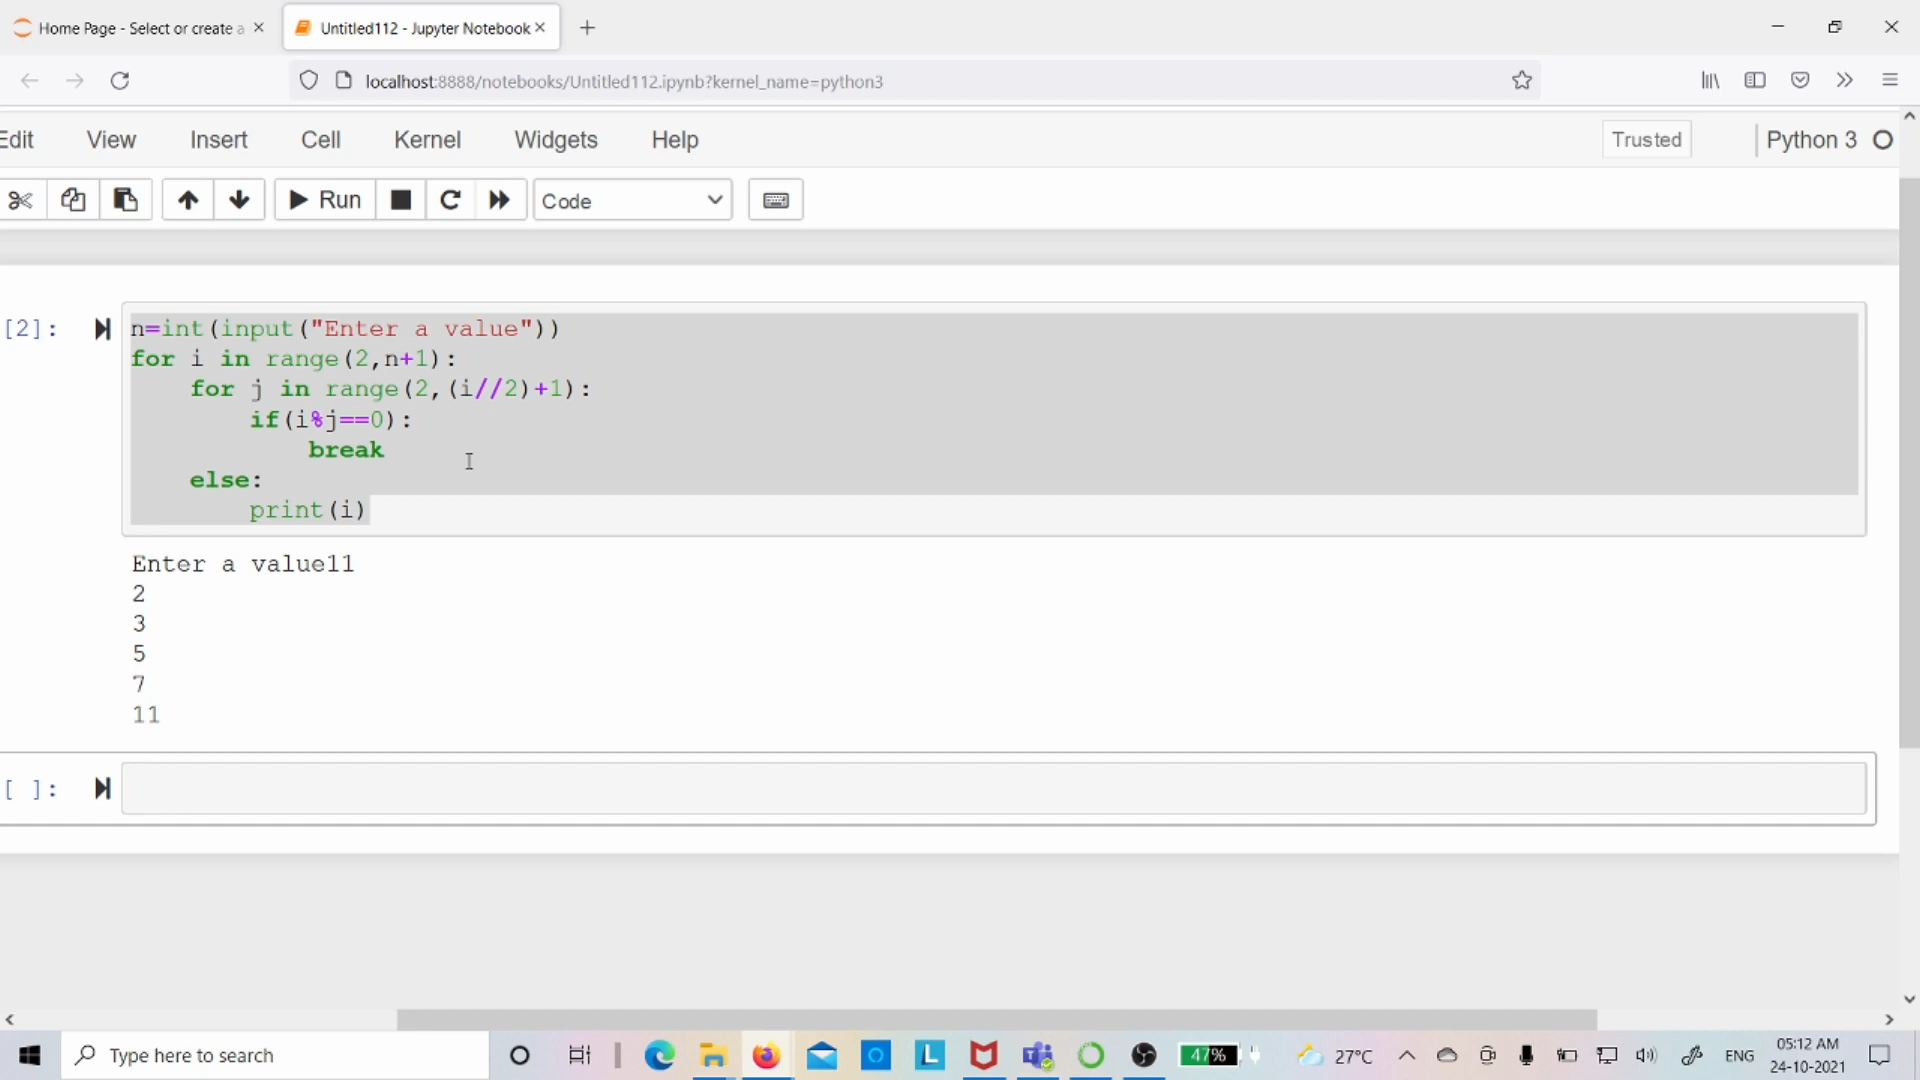 Home Page - Select or create a
Untitled112 - Jupyter Notebook
localhost:8888/notebooks/Untitled112.ipynb?kernel_name=python3
Edit View Insert Cell Kernel Widgets Help Trusted Python 3
Run Code
[2]:
n=int(input("Enter a value"))
for i in range(2,n+1):
    for j in range(2,(i//2)+1):
        if(i%j==0):
            break
    else:
        print(i)
Enter a value11
2
3
5
7
11
[ ]:
Type here to search
L
47%
27°C
ENG
05:12 AM
24-10-2021